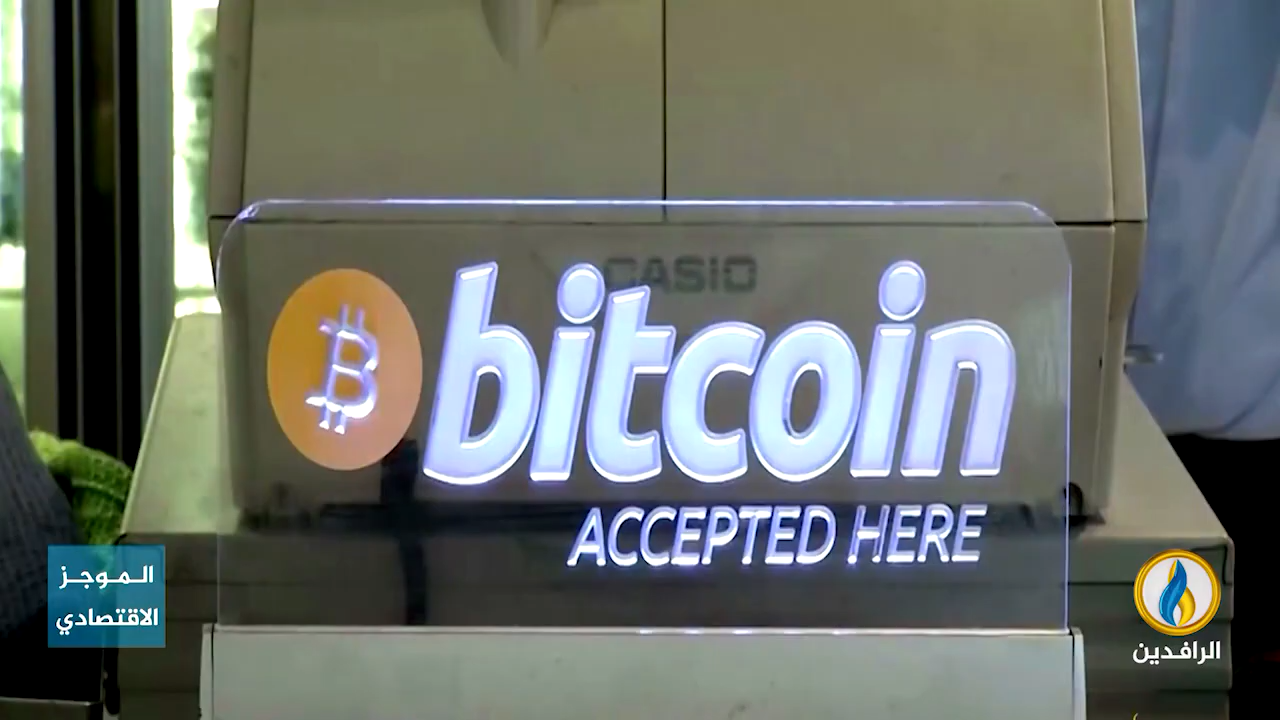 CASIO
bitcoin
ACCEPTED HERE
الموجز
الاقتصادي
الرافدين